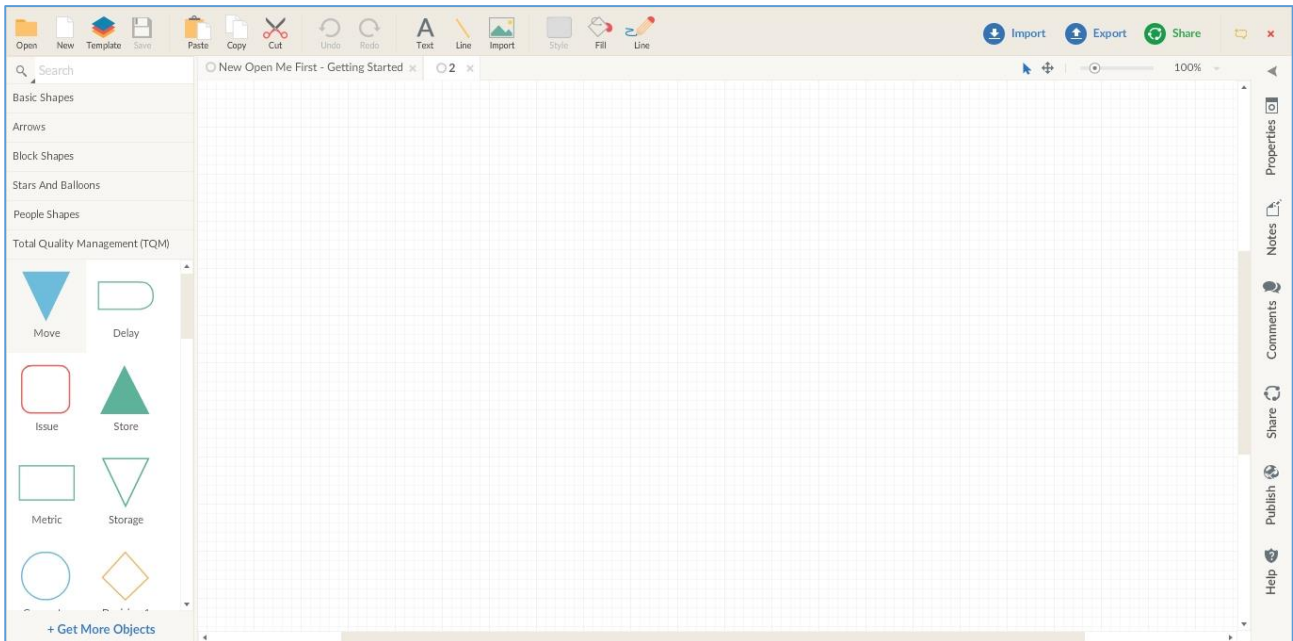 Open New Template Save Paste Copy Cut Undo Redo Text Line Import Style Fill Line Import Export Share
Search
New Open Me First - Getting Started 2 100%
Basic Shapes
Arrows
Block Shapes
Stars And Balloons
People Shapes
Total Quality Management (TQM)
Move Delay
Issue Store
Metric Storage
+ Get More Objects
Properties
Notes
Comments
Share
Publish
Help